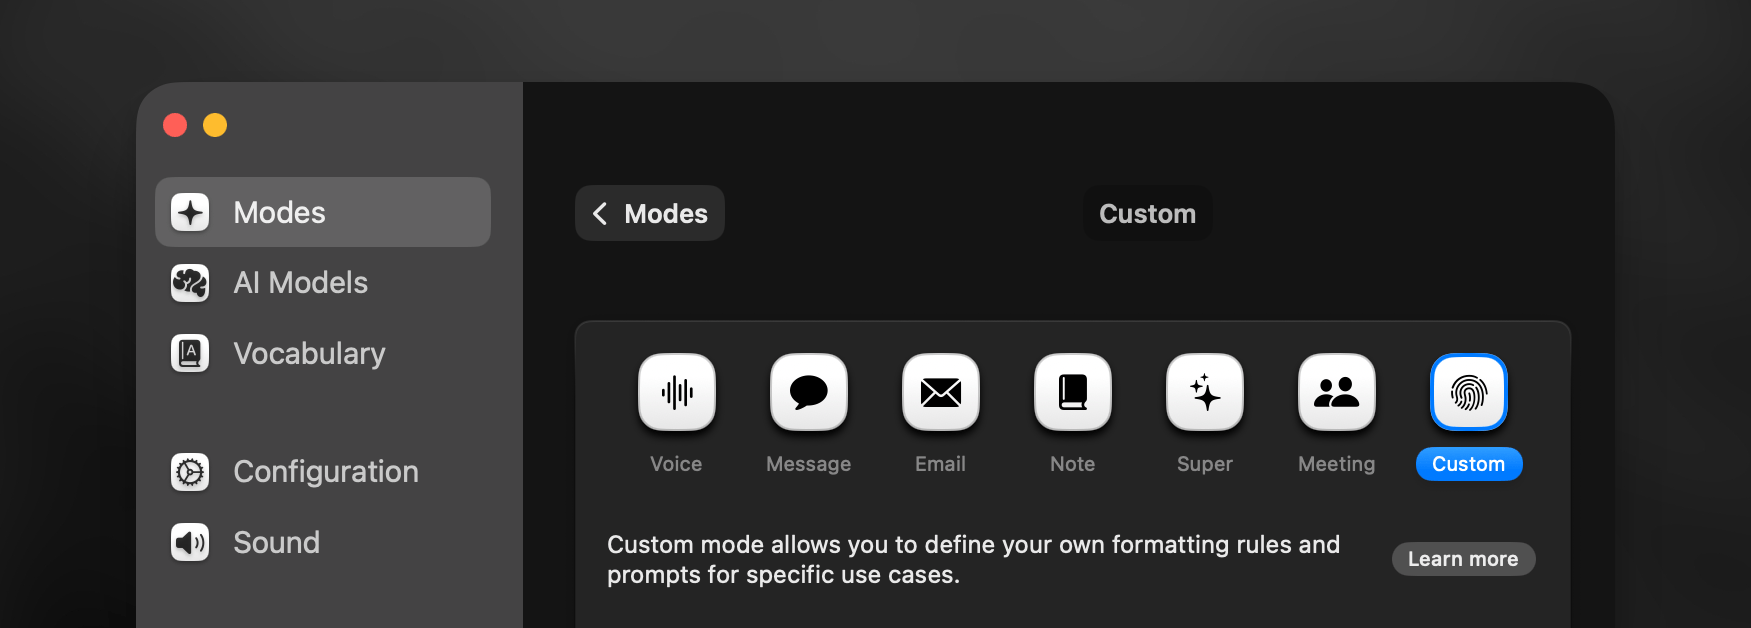 Modes
AI Models
Vocabulary
Configuration
Sound
Modes
Custom
Voice
Message
Email
Note
Super
Meeting
Custom
Custom mode allows you to define your own formatting rules and
prompts for specific use cases.
Learn more